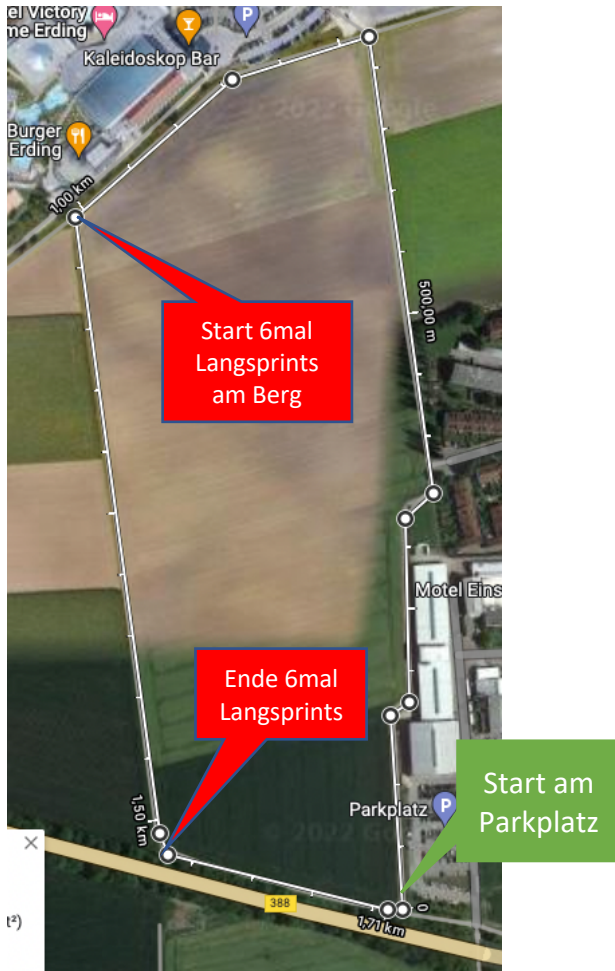 el Victory
me Erding
P
Kaleidoskop Bar
© 2022 Google
Burger
Erding
1,00 km
Start 6mal
Langsprints
am Berg
500,00 m
Motel Eins
Ende 6mal
Langsprints
Start am
Parkplatz
Parkplatz P
1,50 km
© 2022 Go
×
388
1,71 km
0
t²)